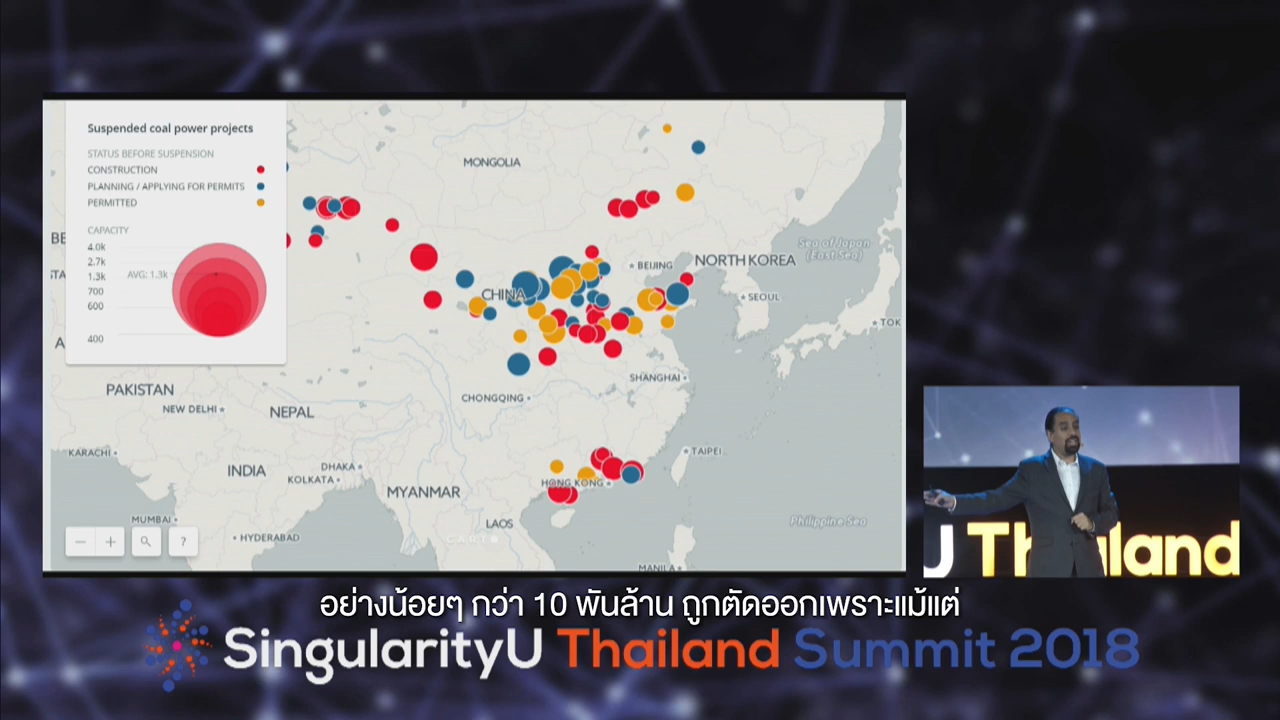 Suspended coal power projects
STATUS BEFORE SUSPENSION
CONSTRUCTION
PLANNING / APPLYING FOR PERMITS
PERMITTED
CAPACITY
4.0k
2.7k
1.3k
AVG: 1.3k
700
600
400
MONGOLIA
Sea of Japan
(East Sea)
BEIJING
NORTH KOREA
CHINA
SEOUL
TOK
SHANGHAI
PAKISTAN
CHONGQING
NEW DELHI
NEPAL
KARACHI
TAIPEI
INDIA
DHAKA
KOLKATA
HONG KONG
MYANMAR
MUMBAI
LAOS
Philippine Sea
HYDERABAD
CARTO
MANILA
?
U Thailand
อย่างน้อยๆ กว่า 10 พันล้าน ถูกตัดออกเพราะแม้แต่
SingularityU Thailand Summit 2018